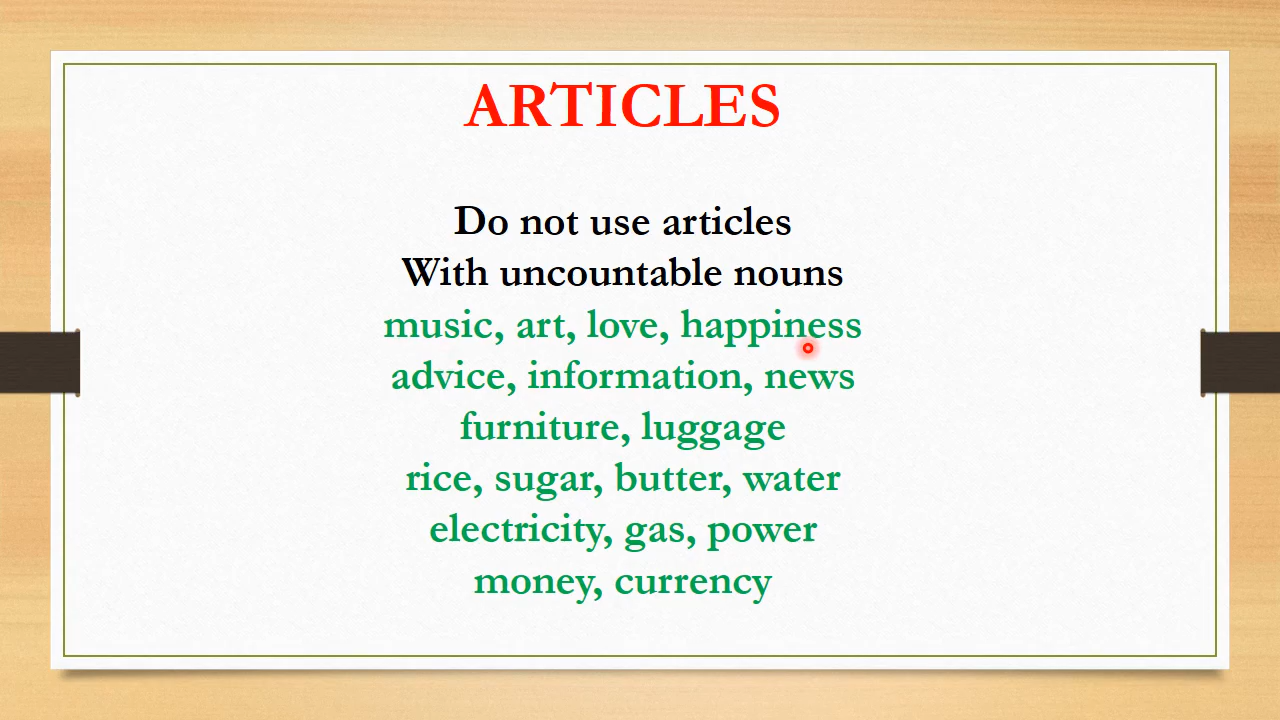 ARTICLES
Do not use articles
With uncountable nouns
music, art, love, happiness
advice, information, news
furniture, luggage
rice, sugar, butter, water
electricity, gas, power
money, currency